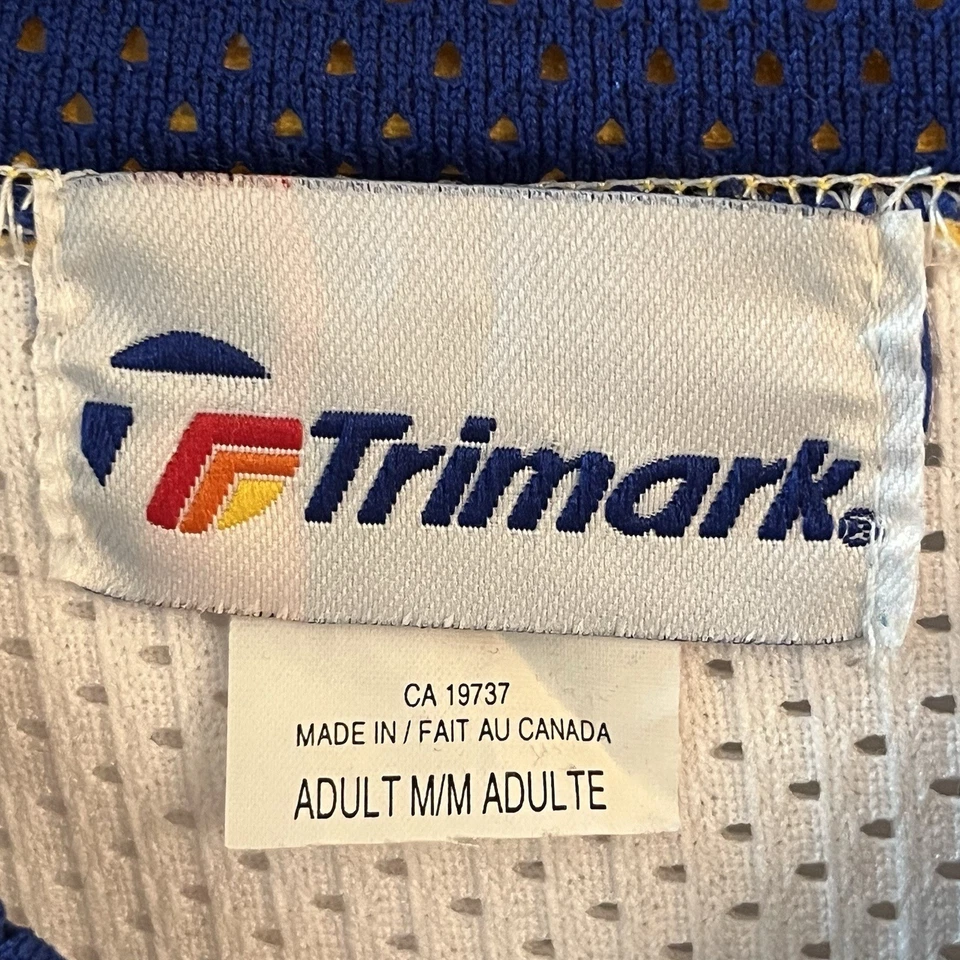 Trimark®
CA 19737
MADE IN / FAIT AU CANADA
ADULT M/M ADULTE